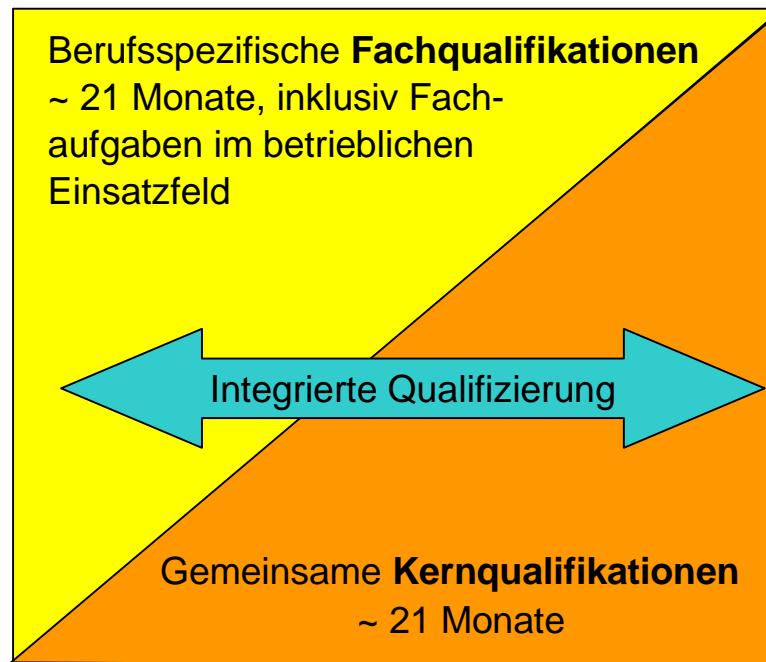 Berufsspezifische Fachqualifikationen
~ 21 Monate, inklusiv Fach-
aufgaben im betrieblichen
Einsatzfeld
Integrierte Qualifizierung
Gemeinsame Kernqualifikationen
~ 21 Monate